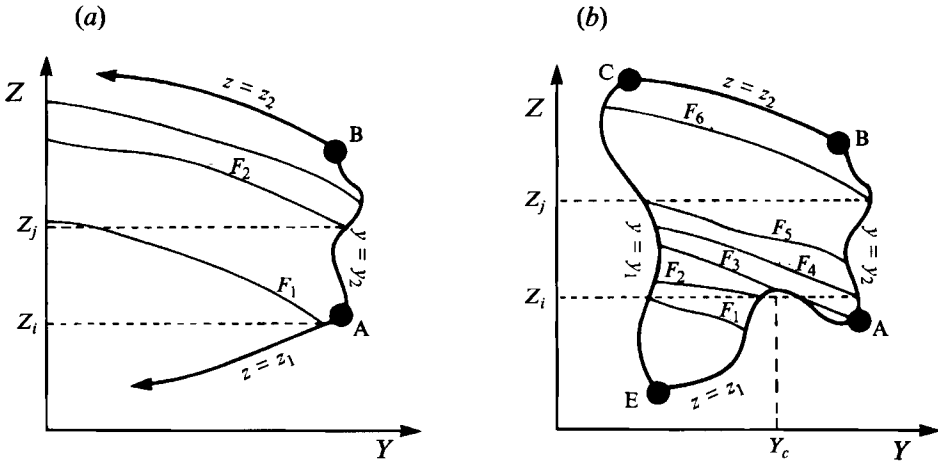 (a)
Z
z = z₂
B
F₂
Zⱼ
y = y₂
F₁
Zᵢ
A
z = z₁
Y
(b)
C
z = z₂
Z
F₆
B
Zⱼ
F₅
y = y₁
y = y₂
F₃
F₄
F₂
Zᵢ
F₁
A
E
z = z₁
Y_c
Y